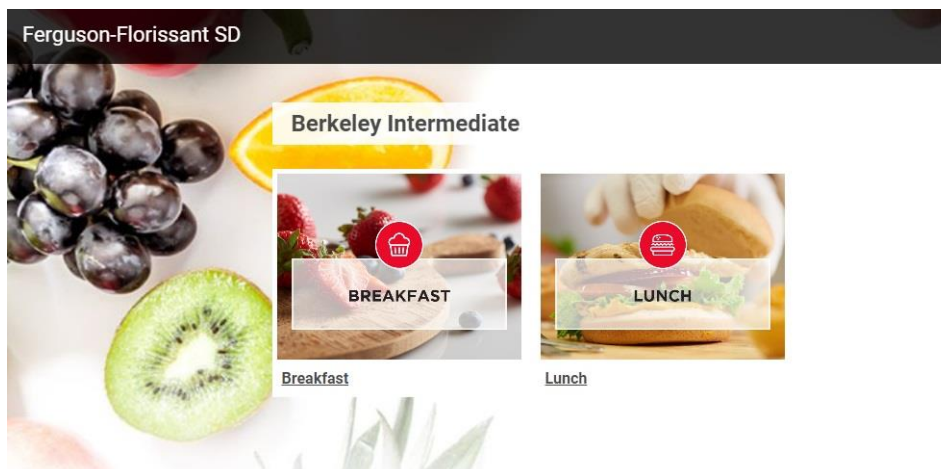 Ferguson-Florissant SD
Berkeley Intermediate
BREAKFAST
LUNCH
Breakfast
Lunch